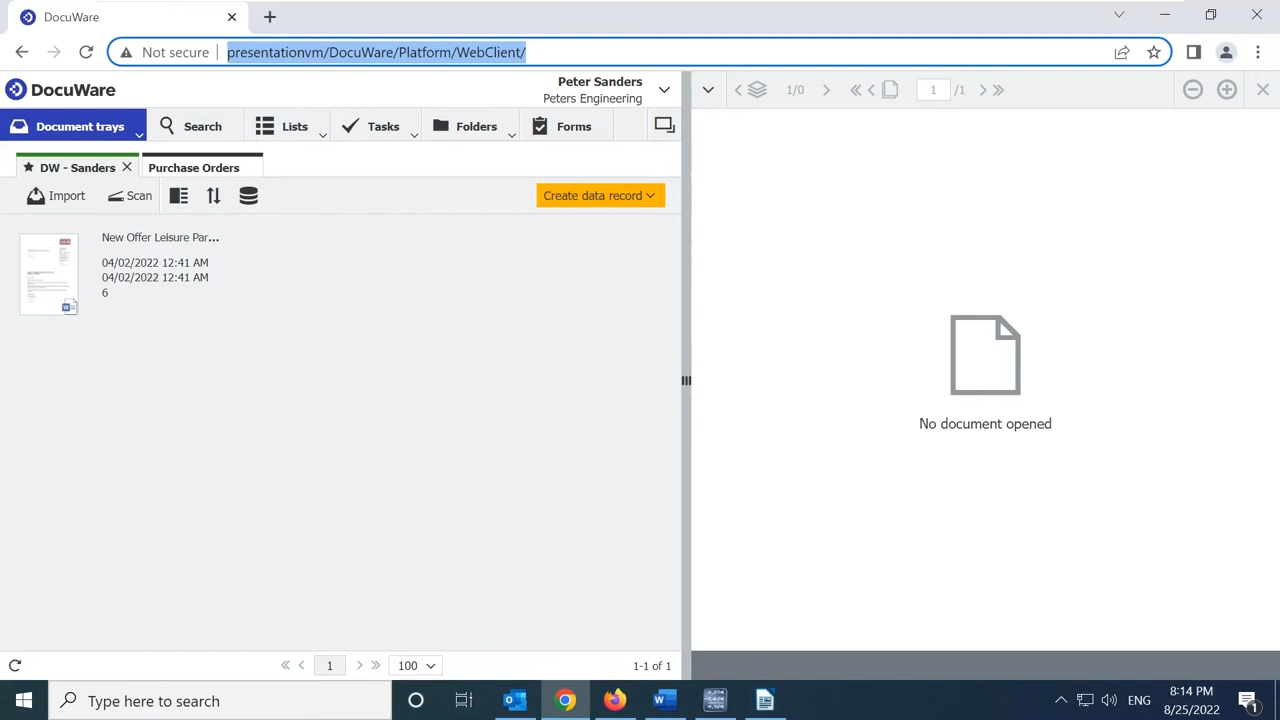 DocuWare
Not secure
presentationvm/DocuWare/Platform/WebClient/
DocuWare
Peter Sanders
Peters Engineering
1/0
1
/1
Document trays
Search
Lists
Tasks
Folders
Forms
DW - Sanders
Purchase Orders
Import
Scan
Create data record
New Offer Leisure Par...
04/02/2022 12:41 AM
04/02/2022 12:41 AM
6
No document opened
1
100
1-1 of 1
Type here to search
ENG
8:14 PM
8/25/2022
1